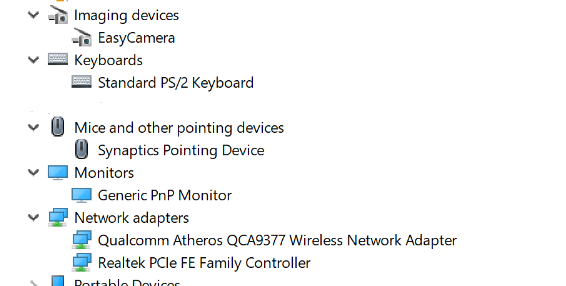 Imaging devices
EasyCamera
Keyboards
Standard PS/2 Keyboard
Mice and other pointing devices
Synaptics Pointing Device
Monitors
Generic PnP Monitor
Network adapters
Qualcomm Atheros QCA9377 Wireless Network Adapter
Realtek PCIe FE Family Controller
Portable Devices